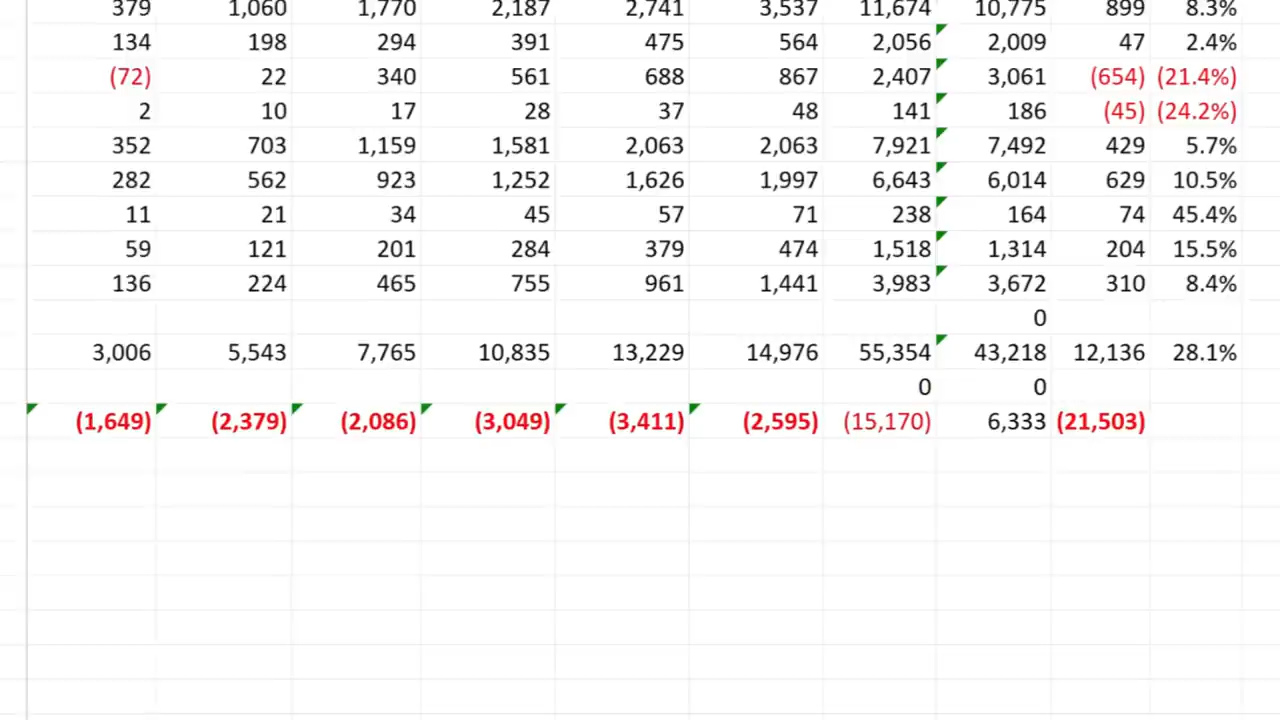 379 1,060 1,770 2,187 2,741 3,537 11,674 10,775 899 8.3%
134 198 294 391 475 564 2,056 2,009 47 2.4%
(72) 22 340 561 688 867 2,407 3,061 (654) (21.4%)
2 10 17 28 37 48 141 186 (45) (24.2%)
352 703 1,159 1,581 2,063 2,063 7,921 7,492 429 5.7%
282 562 923 1,252 1,626 1,997 6,643 6,014 629 10.5%
11 21 34 45 57 71 238 164 74 45.4%
59 121 201 284 379 474 1,518 1,314 204 15.5%
136 224 465 755 961 1,441 3,983 3,672 310 8.4%
0
3,006 5,543 7,765 10,835 13,229 14,976 55,354 43,218 12,136 28.1%
0 0
(1,649) (2,379) (2,086) (3,049) (3,411) (2,595) (15,170) 6,333 (21,503)